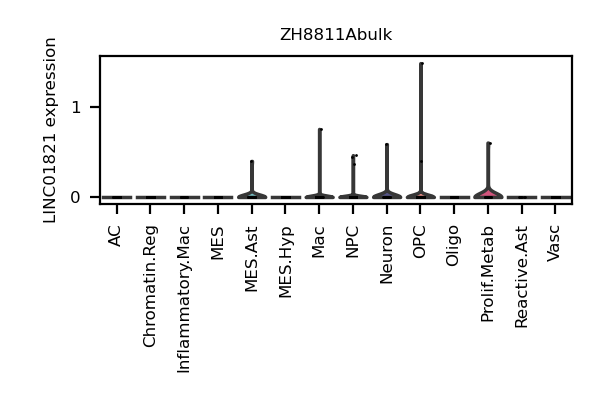 ZH8811Abulk
LINC01821 expression
1
0
AC
Chromatin.Reg
Inflammatory.Mac
MES
MES.Ast
MES.Hyp
Mac
NPC
Neuron
OPC
Oligo
Prolif.Metab
Reactive.Ast
Vasc